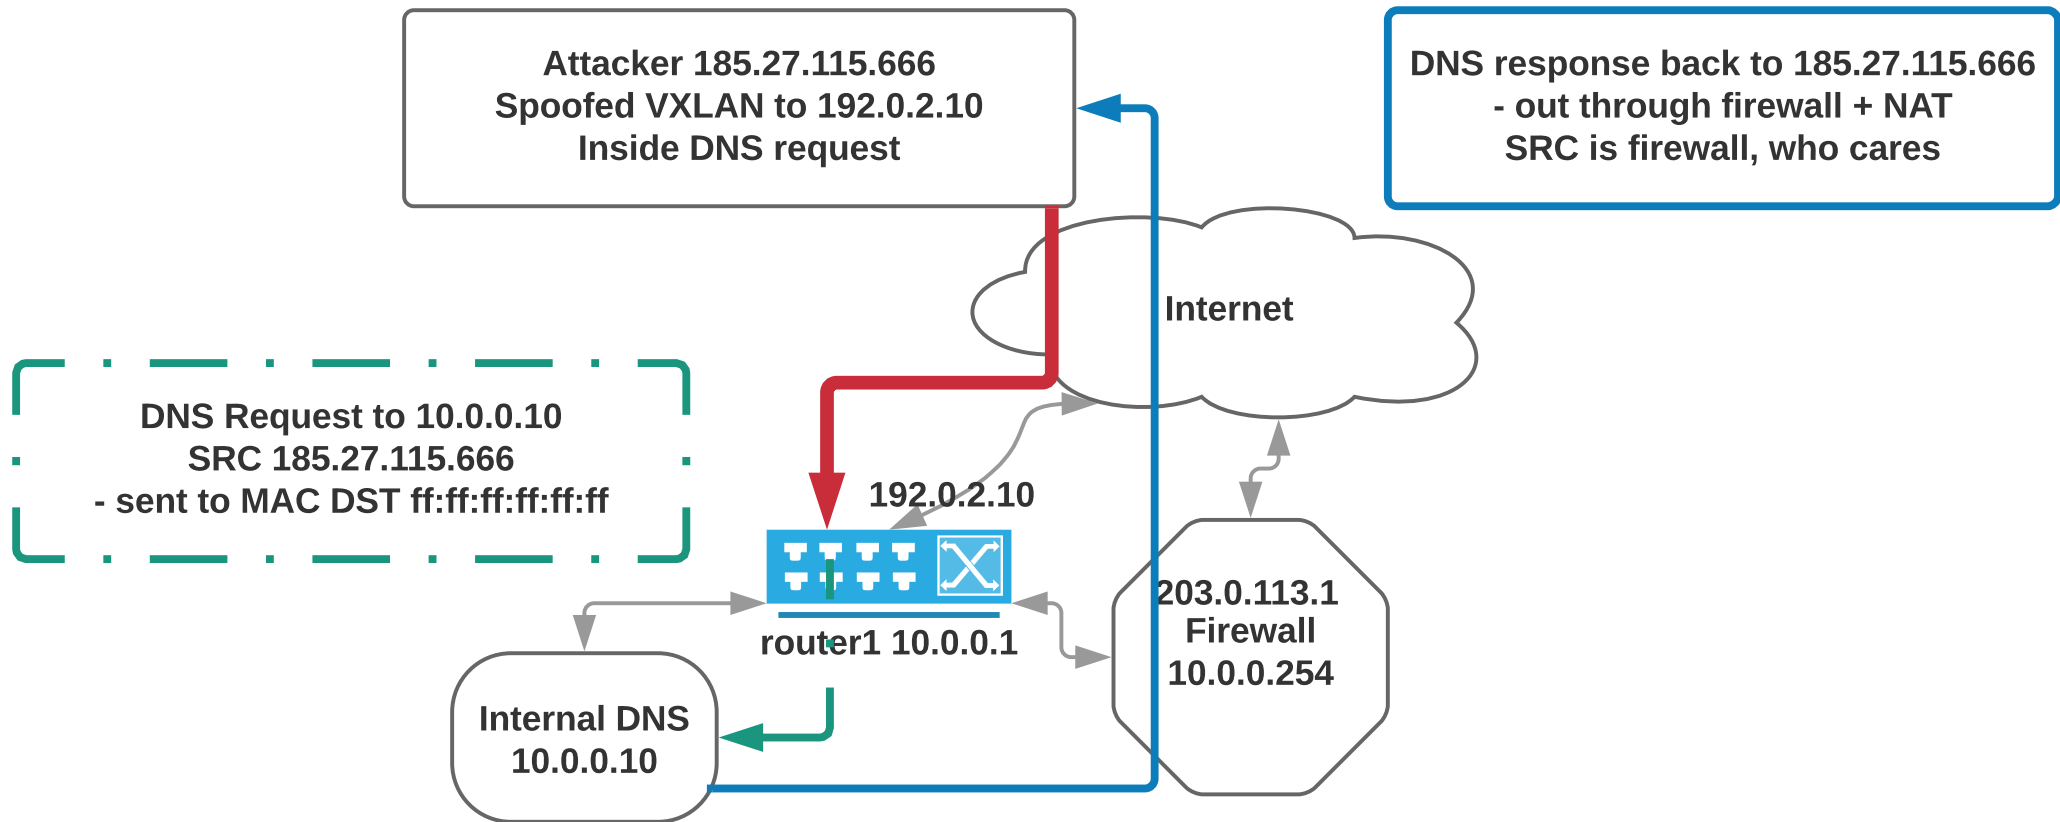 Attacker 185.27.115.666
Spoofed VXLAN to 192.0.2.10
Inside DNS request
DNS response back to 185.27.115.666
- out through firewall + NAT
SRC is firewall, who cares
Internet
DNS Request to 10.0.0.10
SRC 185.27.115.666
- sent to MAC DST ff:ff:ff:ff:ff:ff
192.0.2.10
203.0.113.1
Firewall
10.0.0.254
router1 10.0.0.1
Internal DNS
10.0.0.10